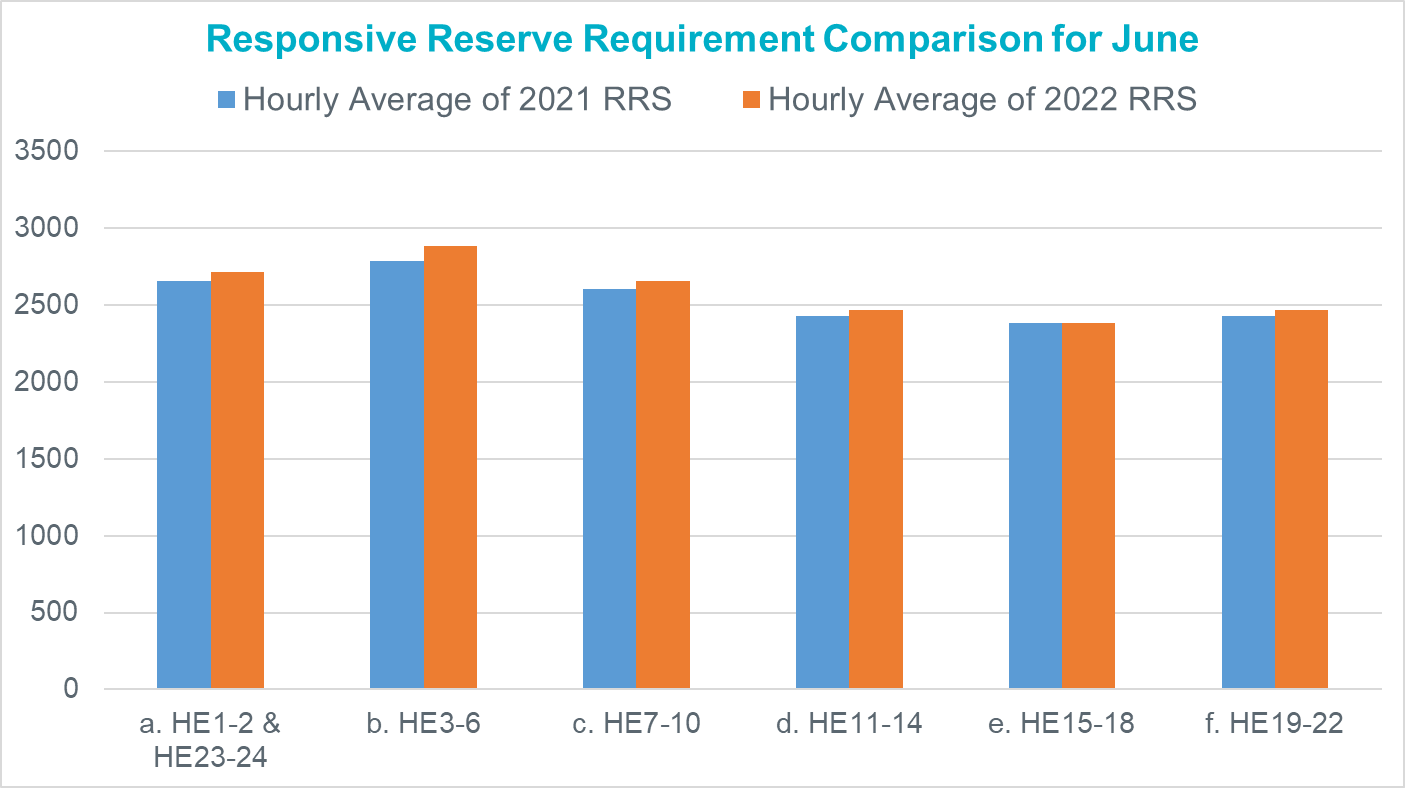 Responsive Reserve Requirement Comparison for June
Hourly Average of 2021 RRS Hourly Average of 2022 RRS
3500
3000
2500
2000
1500
1000
500
0
a. HE1-2 & b. HE3-6 c. HE7-10 d. HE11-14 e. HE15-18 f. HE19-22
HE23-24